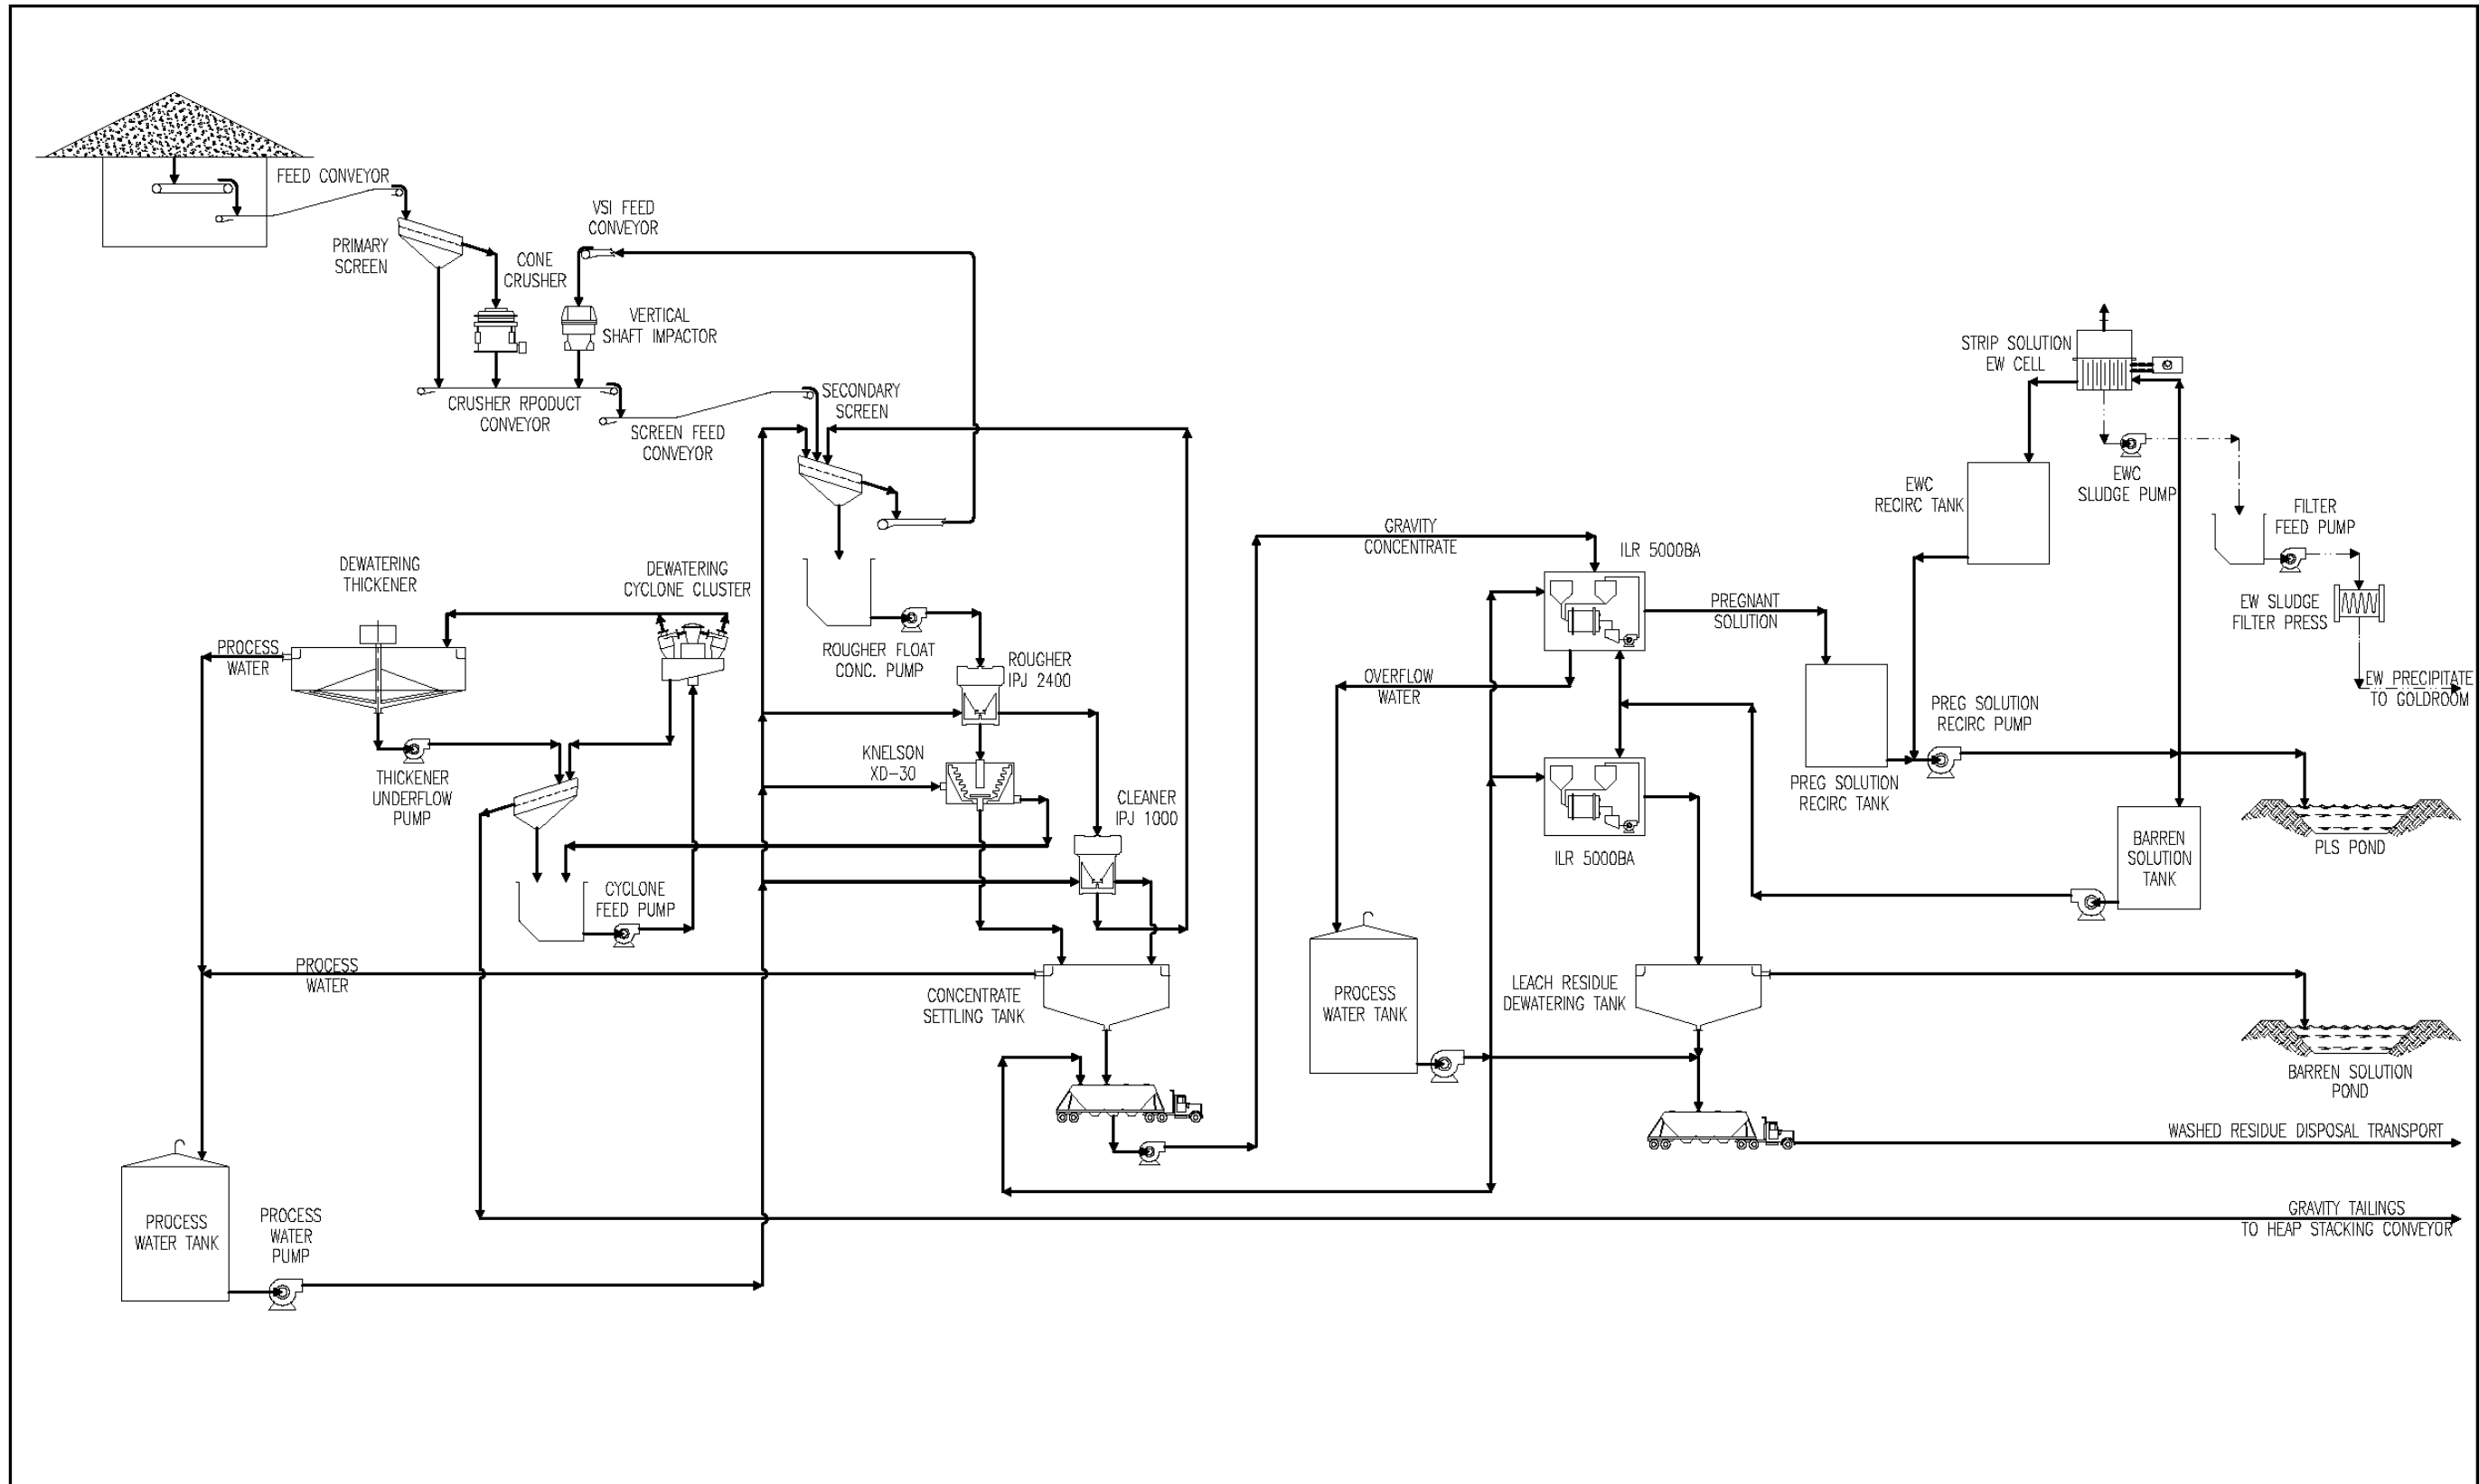 FEED CONVEYOR
VSI FEED
CONVEYOR
PRIMARY
SCREEN
CONE
CRUSHER
VERTICAL
SHAFT IMPACTOR
CRUSHER RPODUCT
CONVEYOR
SCREEN FEED
CONVEYOR
SECONDARY
SCREEN
STRIP SOLUTION
EW CELL
EWC
RECIRC TANK
EWC
SLUDGE PUMP
FILTER
FEED PUMP
EW SLUDGE
FILTER PRESS
EW PRECIPITATE
TO GOLDROOM
GRAVITY
CONCENTRATE
ILR 5000BA
PREGNANT
SOLUTION
OVERFLOW
WATER
DEWATERING
THICKENER
DEWATERING
CYCLONE CLUSTER
PROCESS
WATER
ROUGHER FLOAT
CONC. PUMP
ROUGHER
IPJ 2400
KNELSON
XD-30
CLEANER
IPJ 1000
THICKENER
UNDERFLOW
PUMP
CYCLONE
FEED PUMP
PREG SOLUTION
RECIRC PUMP
PREG SOLUTION
RECIRC TANK
ILR 5000BA
BARREN
SOLUTION
TANK
PLS POND
PROCESS
WATER
CONCENTRATE
SETTLING TANK
PROCESS
WATER TANK
LEACH RESIDUE
DEWATERING TANK
BARREN SOLUTION
POND
WASHED RESIDUE DISPOSAL TRANSPORT
GRAVITY TAILINGS
TO HEAP STACKING CONVEYOR
PROCESS
WATER TANK
PROCESS
WATER
PUMP